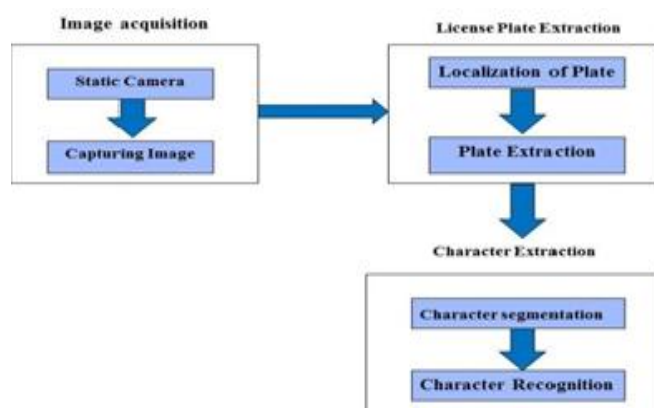 Image acquisition
Static Camera
Capturing Image
License Plate Extraction
Localization of Plate
Plate Extraction
Character Extraction
Character segmentation
Character Recognition